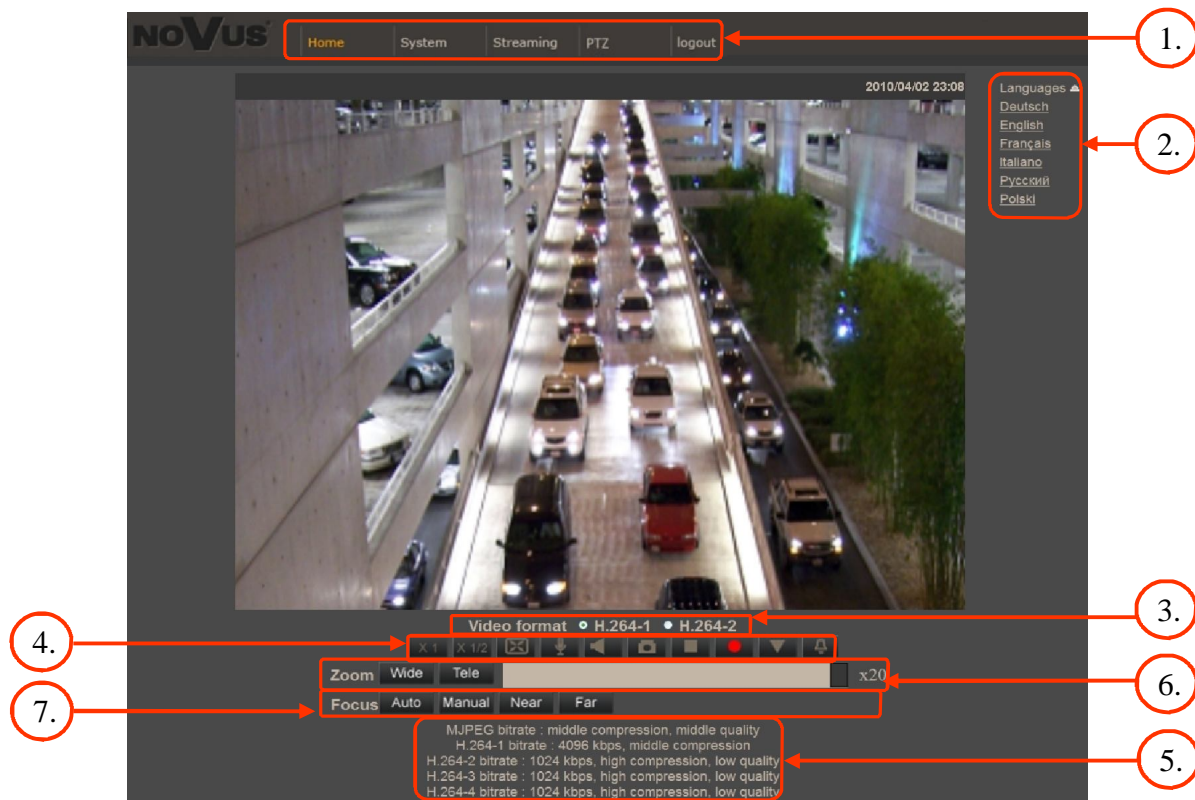 NOVUS
Home System Streaming PTZ logout
1.
2010/04/02 23:08
Languages
Deutsch
English
Français
Italiano
Русский
Polski
2.
Video format H.264-1 H.264-2
3.
4.
X 1 X 1/2
Zoom Wide Tele x20
6.
7.
Focus Auto Manual Near Far
MJPEG bitrate : middle compression, middle quality
H.264-1 bitrate : 4096 kbps, middle compression
H.264-2 bitrate : 1024 kbps, high compression, low quality
H.264-3 bitrate : 1024 kbps, high compression, low quality
H.264-4 bitrate : 1024 kbps, high compression, low quality
5.